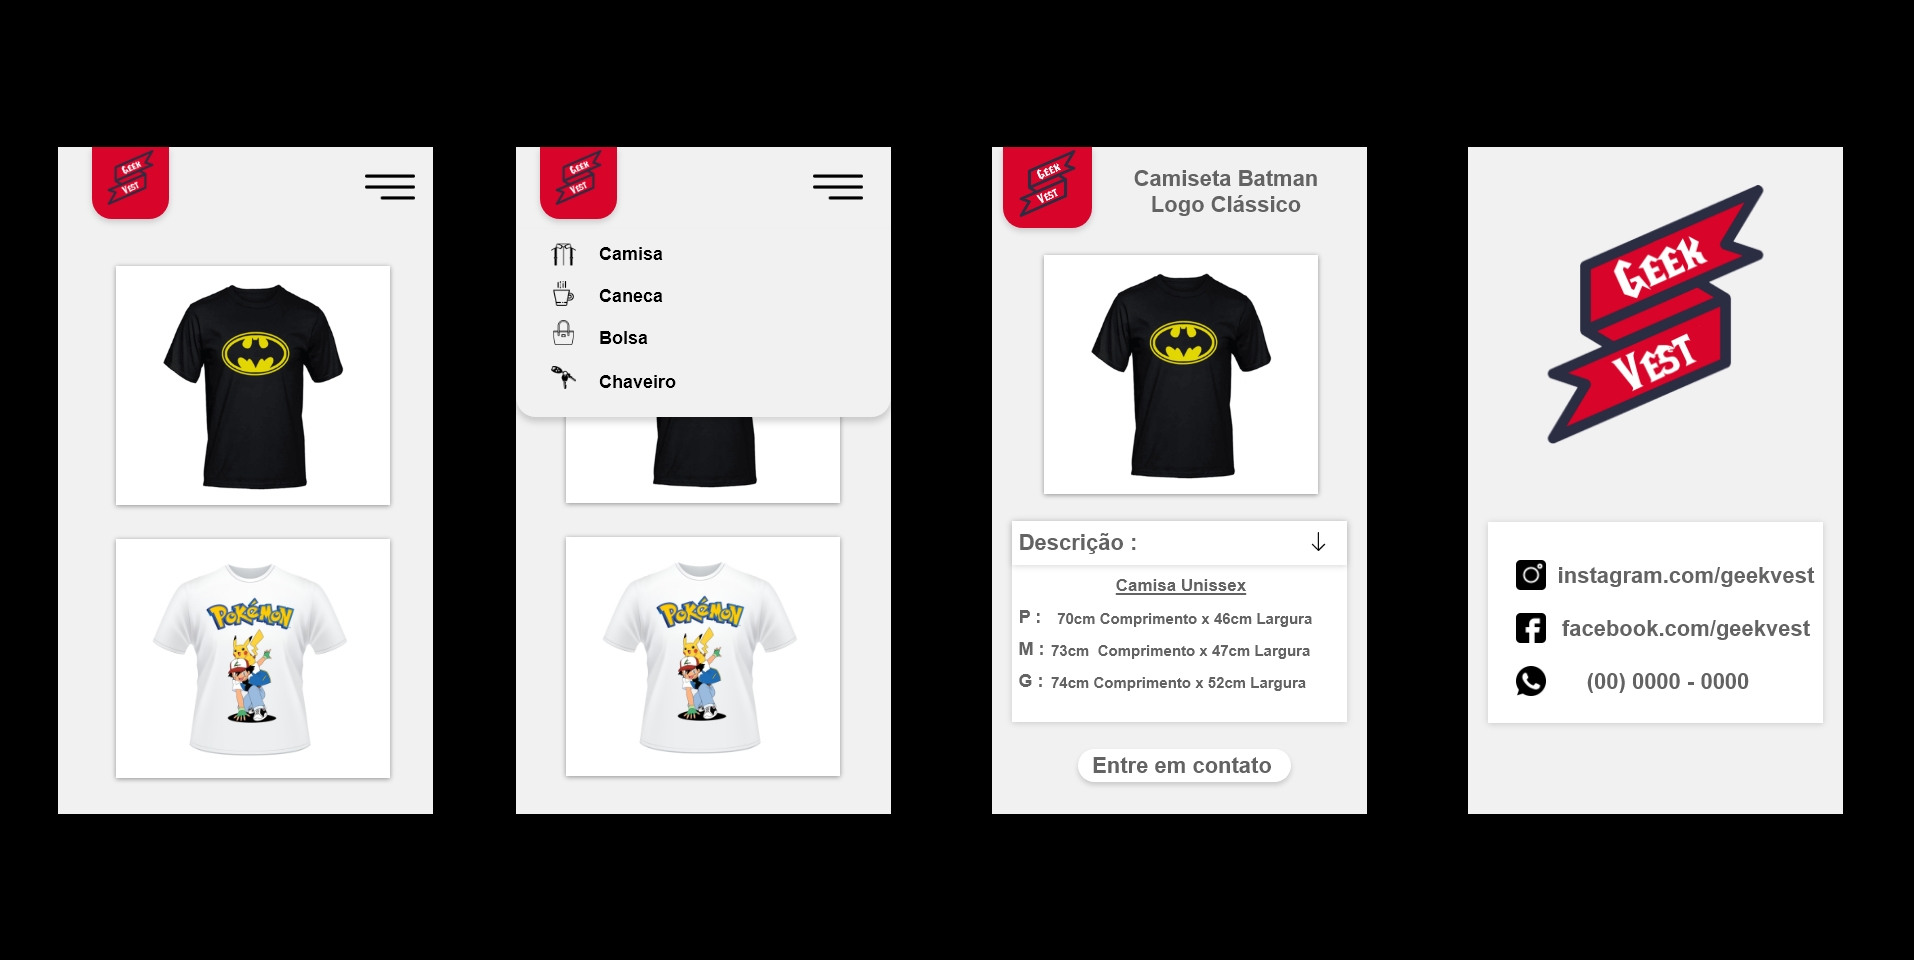 Geek
Vest
Pokémon
Geek
Vest
Camisa
Caneca
Bolsa
Chaveiro
Pokémon
Geek
Vest
Camiseta Batman
Logo Clássico
Descrição :
Camisa Unissex
P : 70cm Comprimento x 46cm Largura
M : 73cm Comprimento x 47cm Largura
G : 74cm Comprimento x 52cm Largura
Entre em contato
Geek
Vest
instagram.com/geekvest
facebook.com/geekvest
(00) 0000 - 0000